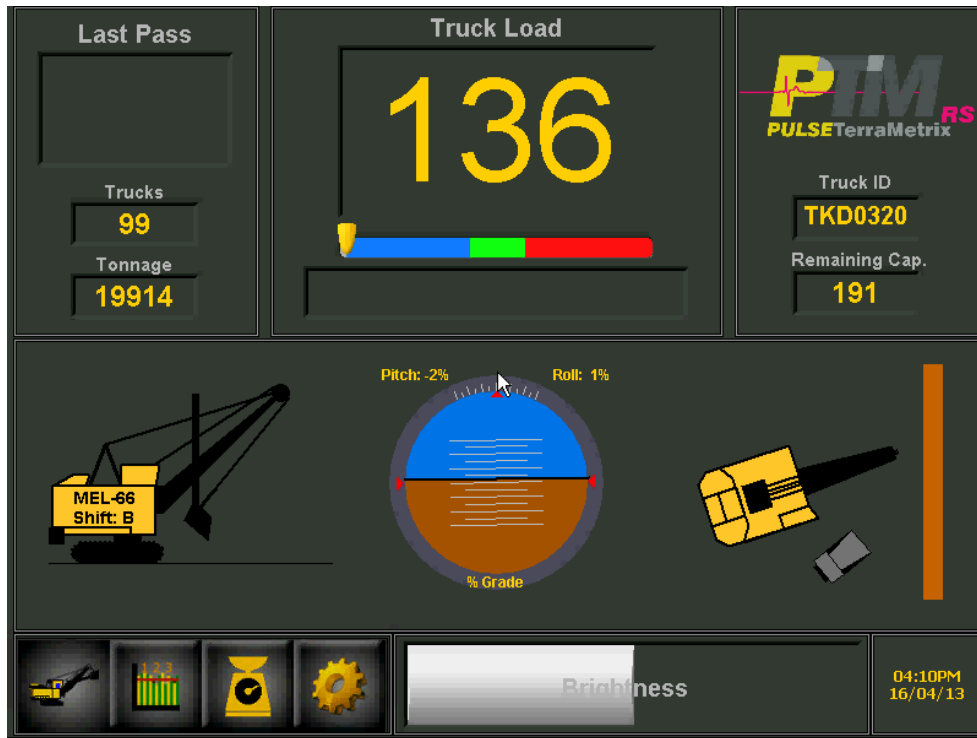 Last Pass
Trucks
99
Tonnage
19914
Truck Load
136
PTM RS
PULSETerraMetrix
Truck ID
TKD0320
Remaining Cap.
191
Pitch: -2%
Roll: 1%
MEL-66
Shift: B
% Grade
1 2 3
Brightness
04:10PM
16/04/13